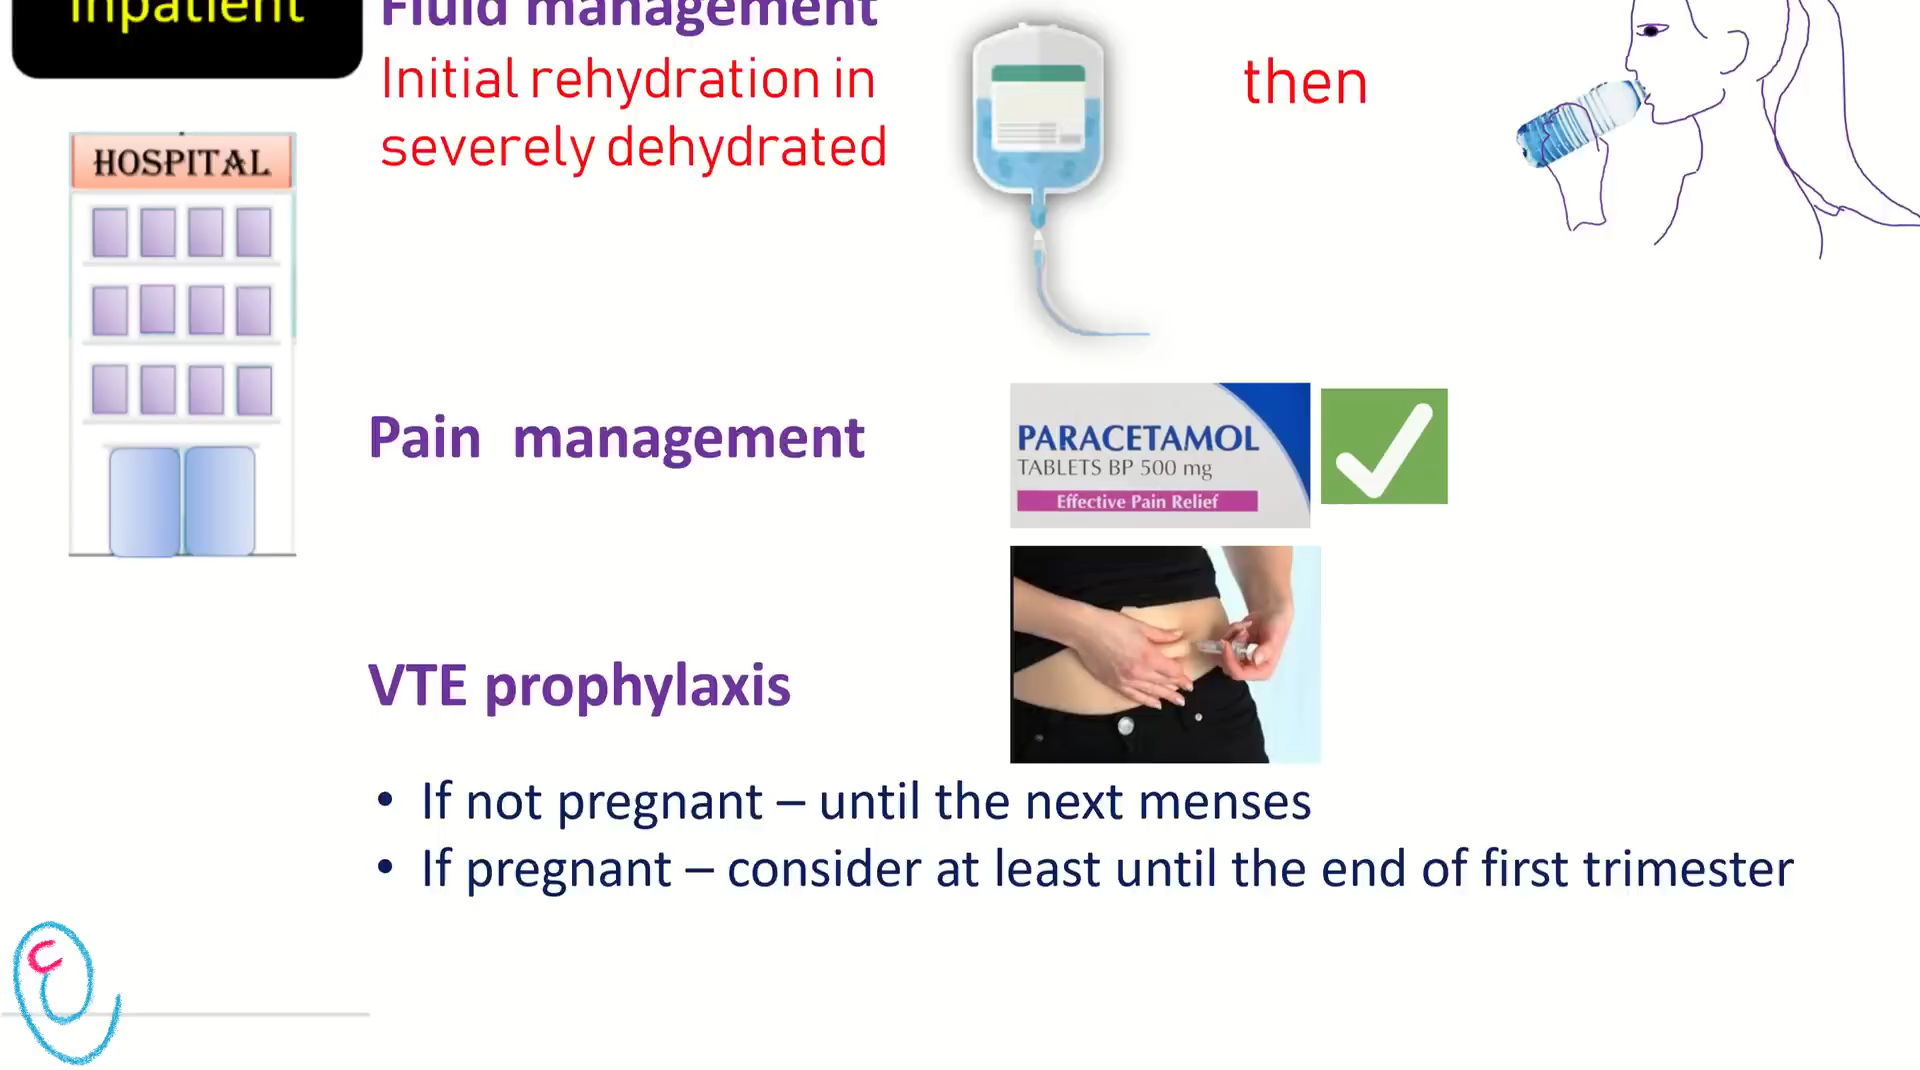 Inpatient
Fluid management
Initial rehydration in
severely dehydrated
then
HOSPITAL
Pain management
PARACETAMOL
TABLETS BP 500 mg
Effective Pain Relief
VTE prophylaxis
• If not pregnant – until the next menses
• If pregnant – consider at least until the end of first trimester